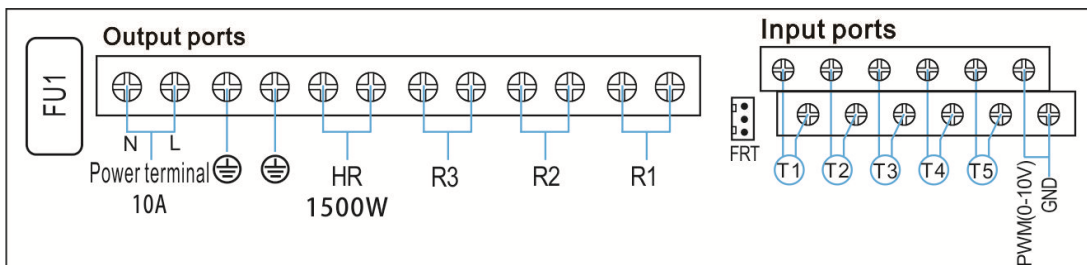 Output ports
Input ports
FU1
N L
Power terminal
10A
HR
1500W
R3
R2
R1
FRT
T1
T2
T3
T4
T5
PWM(0-10V)
GND